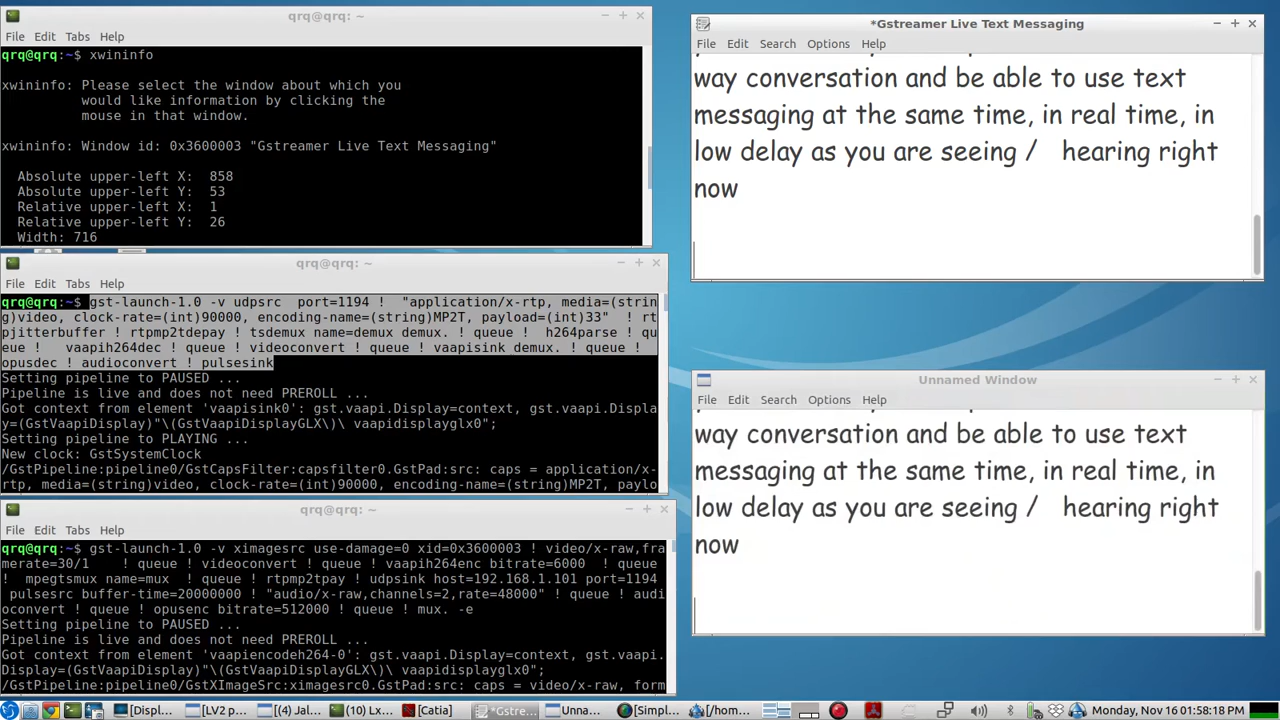 qrq@qrq: ~
File Edit Tabs Help
qrq@qrq:~$ xwininfo
xwininfo: Please select the window about which you
would like information by clicking the
mouse in that window.
xwininfo: Window id: 0x3600003 "Gstreamer Live Text Messaging"
Absolute upper-left X: 858
Absolute upper-left Y: 53
Relative upper-left X: 1
Relative upper-left Y: 26
Width: 716
qrq@qrq: ~
File Edit Tabs Help
qrq@qrq:~$ gst-launch-1.0 -v udpsrc port=1194 ! "application/x-rtp, media=(strin
g)video, clock-rate=(int)90000, encoding-name=(string)MP2T, payload=(int)33" ! rt
pjitterbuffer ! rtpmp2tdepay ! tsdemux name=demux demux. ! queue ! h264parse ! qu
eue ! vaapih264dec ! queue ! videoconvert ! queue ! vaapisink demux. ! queue !
opusdec ! audioconvert ! pulsesink
Setting pipeline to PAUSED ...
Pipeline is live and does not need PREROLL ...
Got context from element 'vaapisink0': gst.vaapi.Display=context, gst.vaapi.Displa
y=(GstVaapiDisplay)"\(GstVaapiDisplayGLX\)\ vaapidisplayglx0";
Setting pipeline to PLAYING ...
New clock: GstSystemClock
/GstPipeline:pipeline0/GstCapsFilter:capsfilter0.GstPad:src: caps = application/x-
rtp, media=(string)video, clock-rate=(int)90000, encoding-name=(string)MP2T, paylo
qrq@qrq: ~
File Edit Tabs Help
qrq@qrq:~$ gst-launch-1.0 -v ximagesrc use-damage=0 xid=0x3600003 ! video/x-raw,fra
merate=30/1 ! queue ! videoconvert ! queue ! vaapih264enc bitrate=6000 ! queue
! mpegtsmux name=mux ! queue ! rtpmp2tpay ! udpsink host=192.168.1.101 port=1194
pulsesrc buffer-time=20000000 ! "audio/x-raw,channels=2,rate=48000" ! queue ! audi
oconvert ! queue ! opusenc bitrate=512000 ! queue ! mux. -e
Setting pipeline to PAUSED ...
Pipeline is live and does not need PREROLL ...
Got context from element 'vaapiencodeh264-0': gst.vaapi.Display=context, gst.vaapi.
Display=(GstVaapiDisplay)"\(GstVaapiDisplayGLX\)\ vaapidisplayglx0";
/GstPipeline:pipeline0/GstXImageSrc:ximagesrc0.GstPad:src: caps = video/x-raw, form
*Gstreamer Live Text Messaging
File Edit Search Options Help
way conversation and be able to use text
messaging at the same time, in real time, in
low delay as you are seeing / hearing right
now
Unnamed Window
File Edit Search Options Help
way conversation and be able to use text
messaging at the same time, in real time, in
low delay as you are seeing / hearing right
now
[Displ... [LV2 p... [(4) Jal... (10) Lx... [Catia] *Gstre... Unna... [Simpl... [/hom... Monday, Nov 16 01:58:18 PM